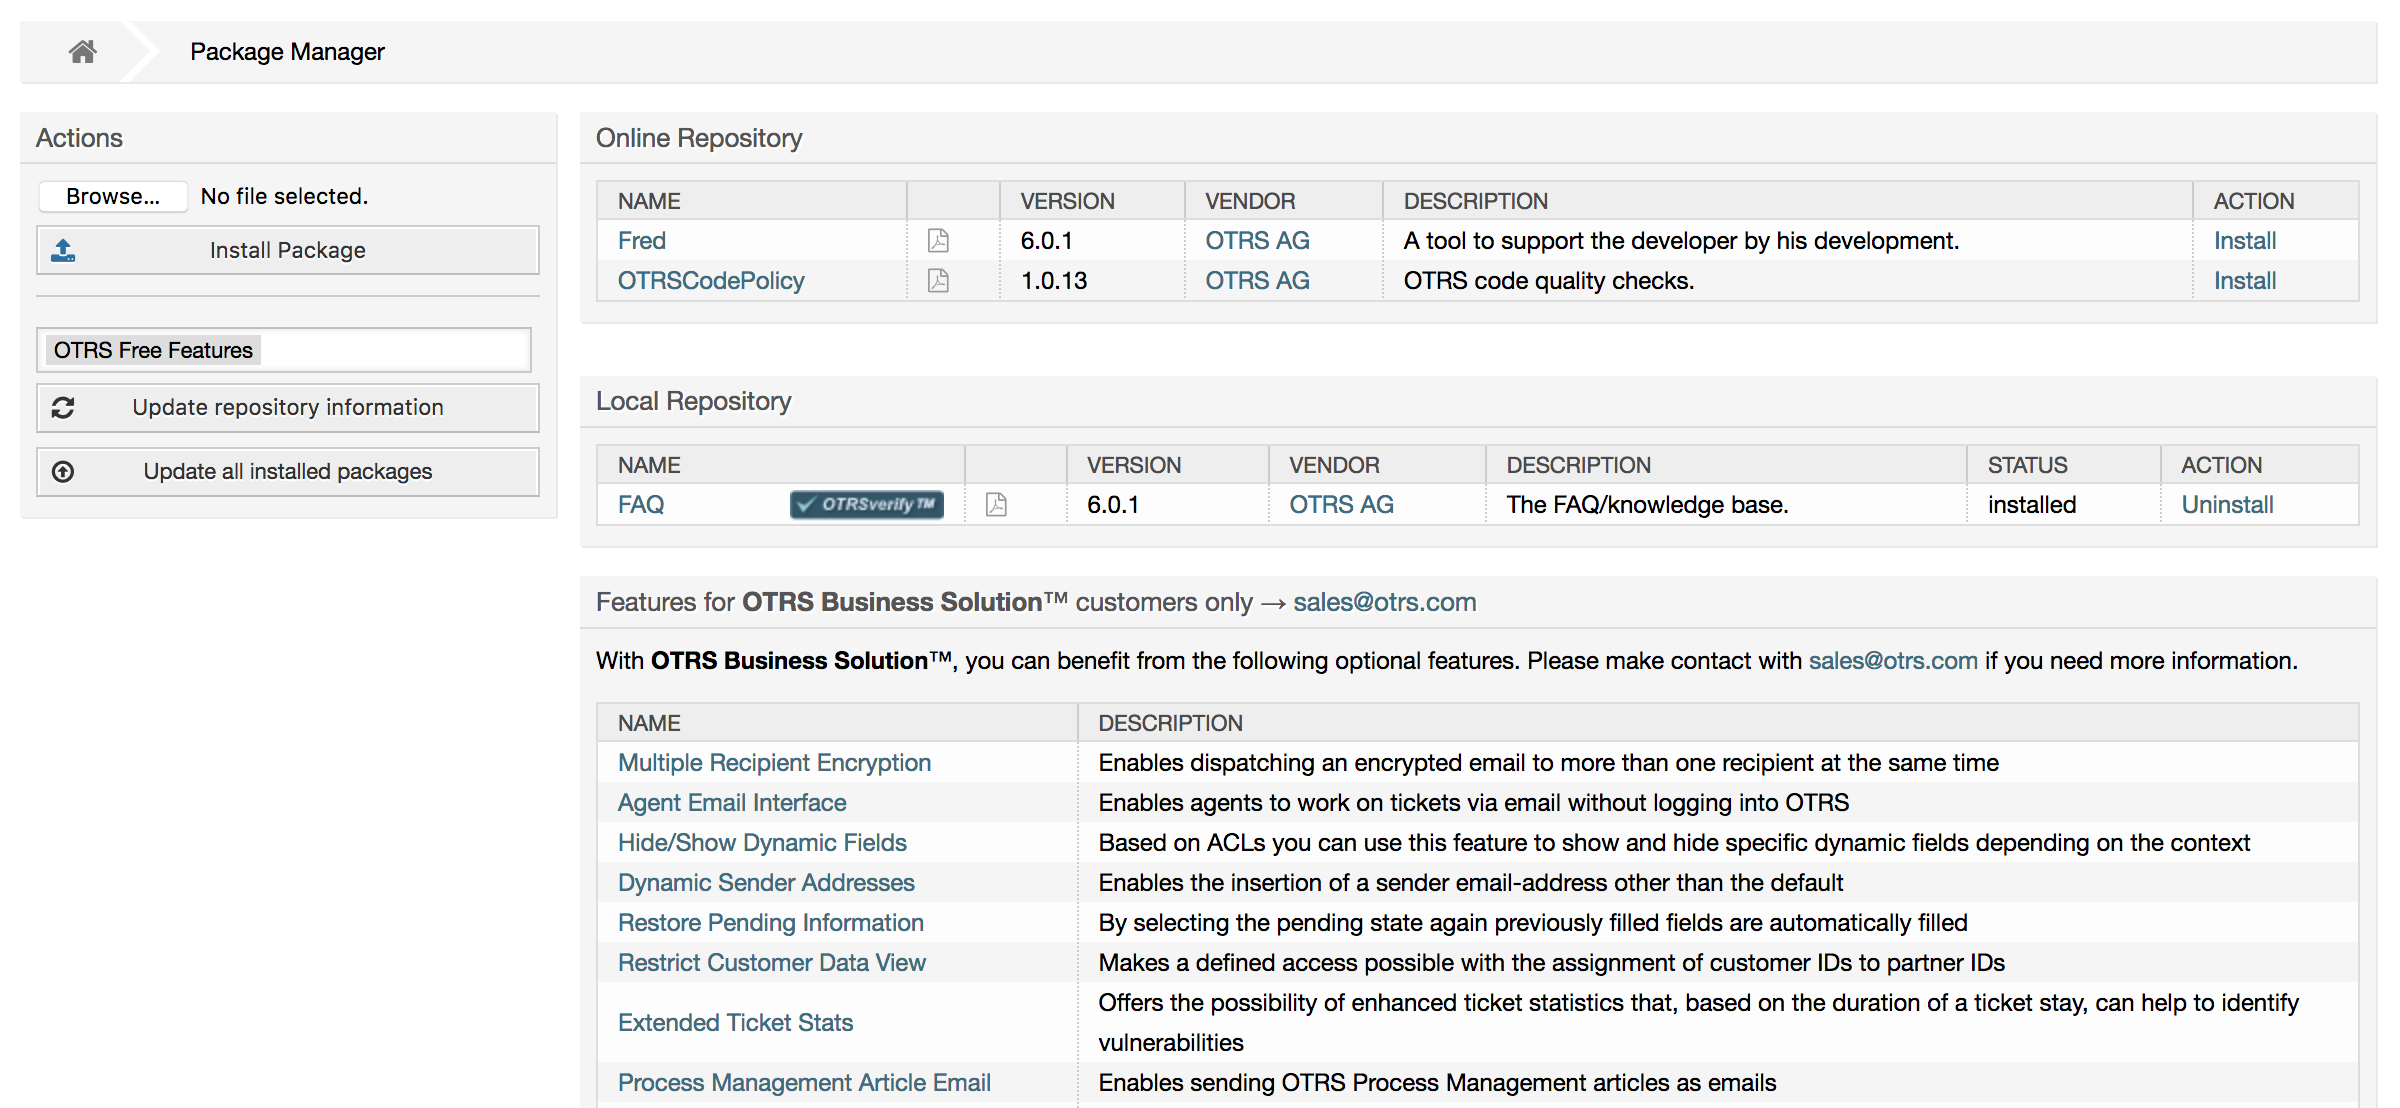 Package Manager
Actions
Browse... No file selected.
Install Package
OTRS Free Features
Update repository information
Update all installed packages
Online Repository
NAME VERSION VENDOR DESCRIPTION ACTION
Fred 6.0.1 OTRS AG A tool to support the developer by his development. Install
OTRSCodePolicy 1.0.13 OTRS AG OTRS code quality checks. Install
Local Repository
NAME VERSION VENDOR DESCRIPTION STATUS ACTION
FAQ OTRSverify™ 6.0.1 OTRS AG The FAQ/knowledge base. installed Uninstall
Features for OTRS Business Solution™ customers only → sales@otrs.com
With OTRS Business Solution™, you can benefit from the following optional features. Please make contact with sales@otrs.com if you need more information.
NAME DESCRIPTION
Multiple Recipient Encryption Enables dispatching an encrypted email to more than one recipient at the same time
Agent Email Interface Enables agents to work on tickets via email without logging into OTRS
Hide/Show Dynamic Fields Based on ACLs you can use this feature to show and hide specific dynamic fields depending on the context
Dynamic Sender Addresses Enables the insertion of a sender email-address other than the default
Restore Pending Information By selecting the pending state again previously filled fields are automatically filled
Restrict Customer Data View Makes a defined access possible with the assignment of customer IDs to partner IDs
Extended Ticket Stats Offers the possibility of enhanced ticket statistics that, based on the duration of a ticket stay, can help to identify
vulnerabilities
Process Management Article Email Enables sending OTRS Process Management articles as emails